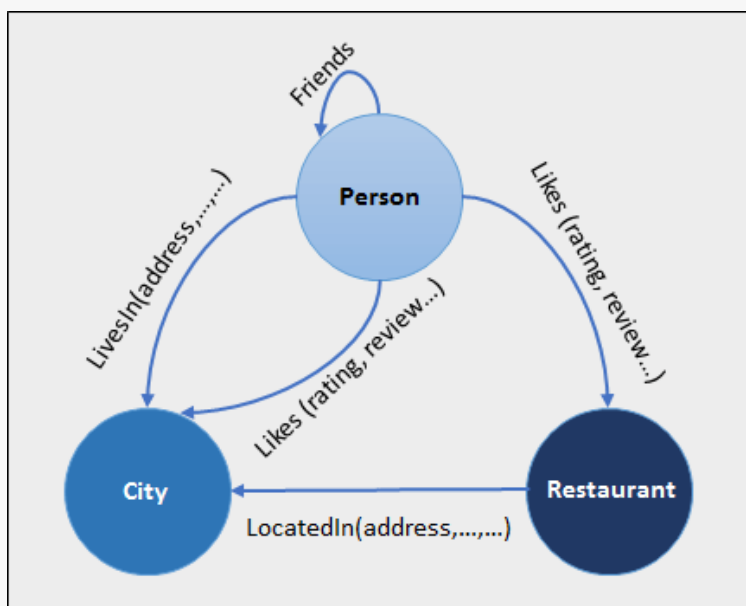 Friends
Person
LivesIn(address,...,...)
Likes (rating, review...)
Likes (rating, review...)
City
Restaurant
LocatedIn(address,...,...)